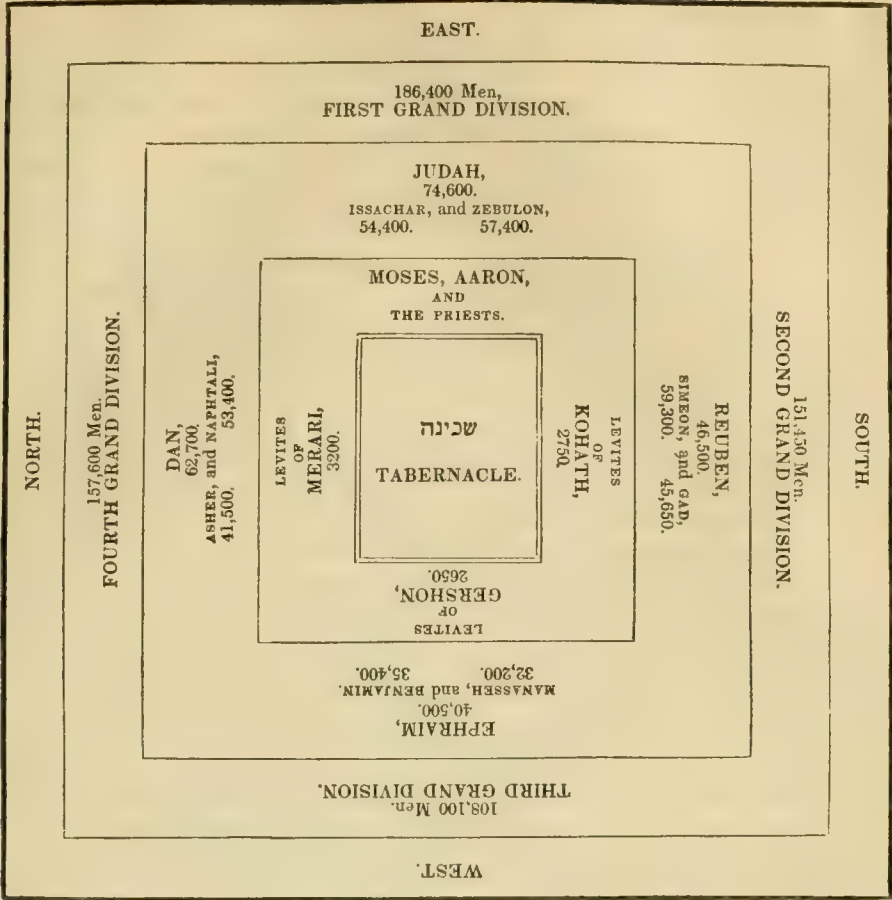 EAST.
186,400 Men,
FIRST GRAND DIVISION.
JUDAH,
74,600.
ISSACHAR, and ZEBULON,
54,400. 57,400.
MOSES, AARON,
AND
THE PRIESTS.
שכינה
TABERNACLE.
NORTH.
157,600 Men.
FOURTH GRAND DIVISION.
DAN,
62,700.
ASHER, and NAPHTALI,
41,500. 53,400.
LEVITES
OF
MERARI,
3200.
SOUTH.
151,450 Men.
SECOND GRAND DIVISION.
REUBEN,
46,500.
SIMEON, and GAD,
59,300. 45,650.
LEVITES
OF
KOHATH,
2750.
WEST.
108,100 Men.
THIRD GRAND DIVISION.
EPHRAIM,
40,500.
MANASSEH, and BENJAMIN.
32,200. 35,400.
LEVITES
OF
GERSHON,
2650.